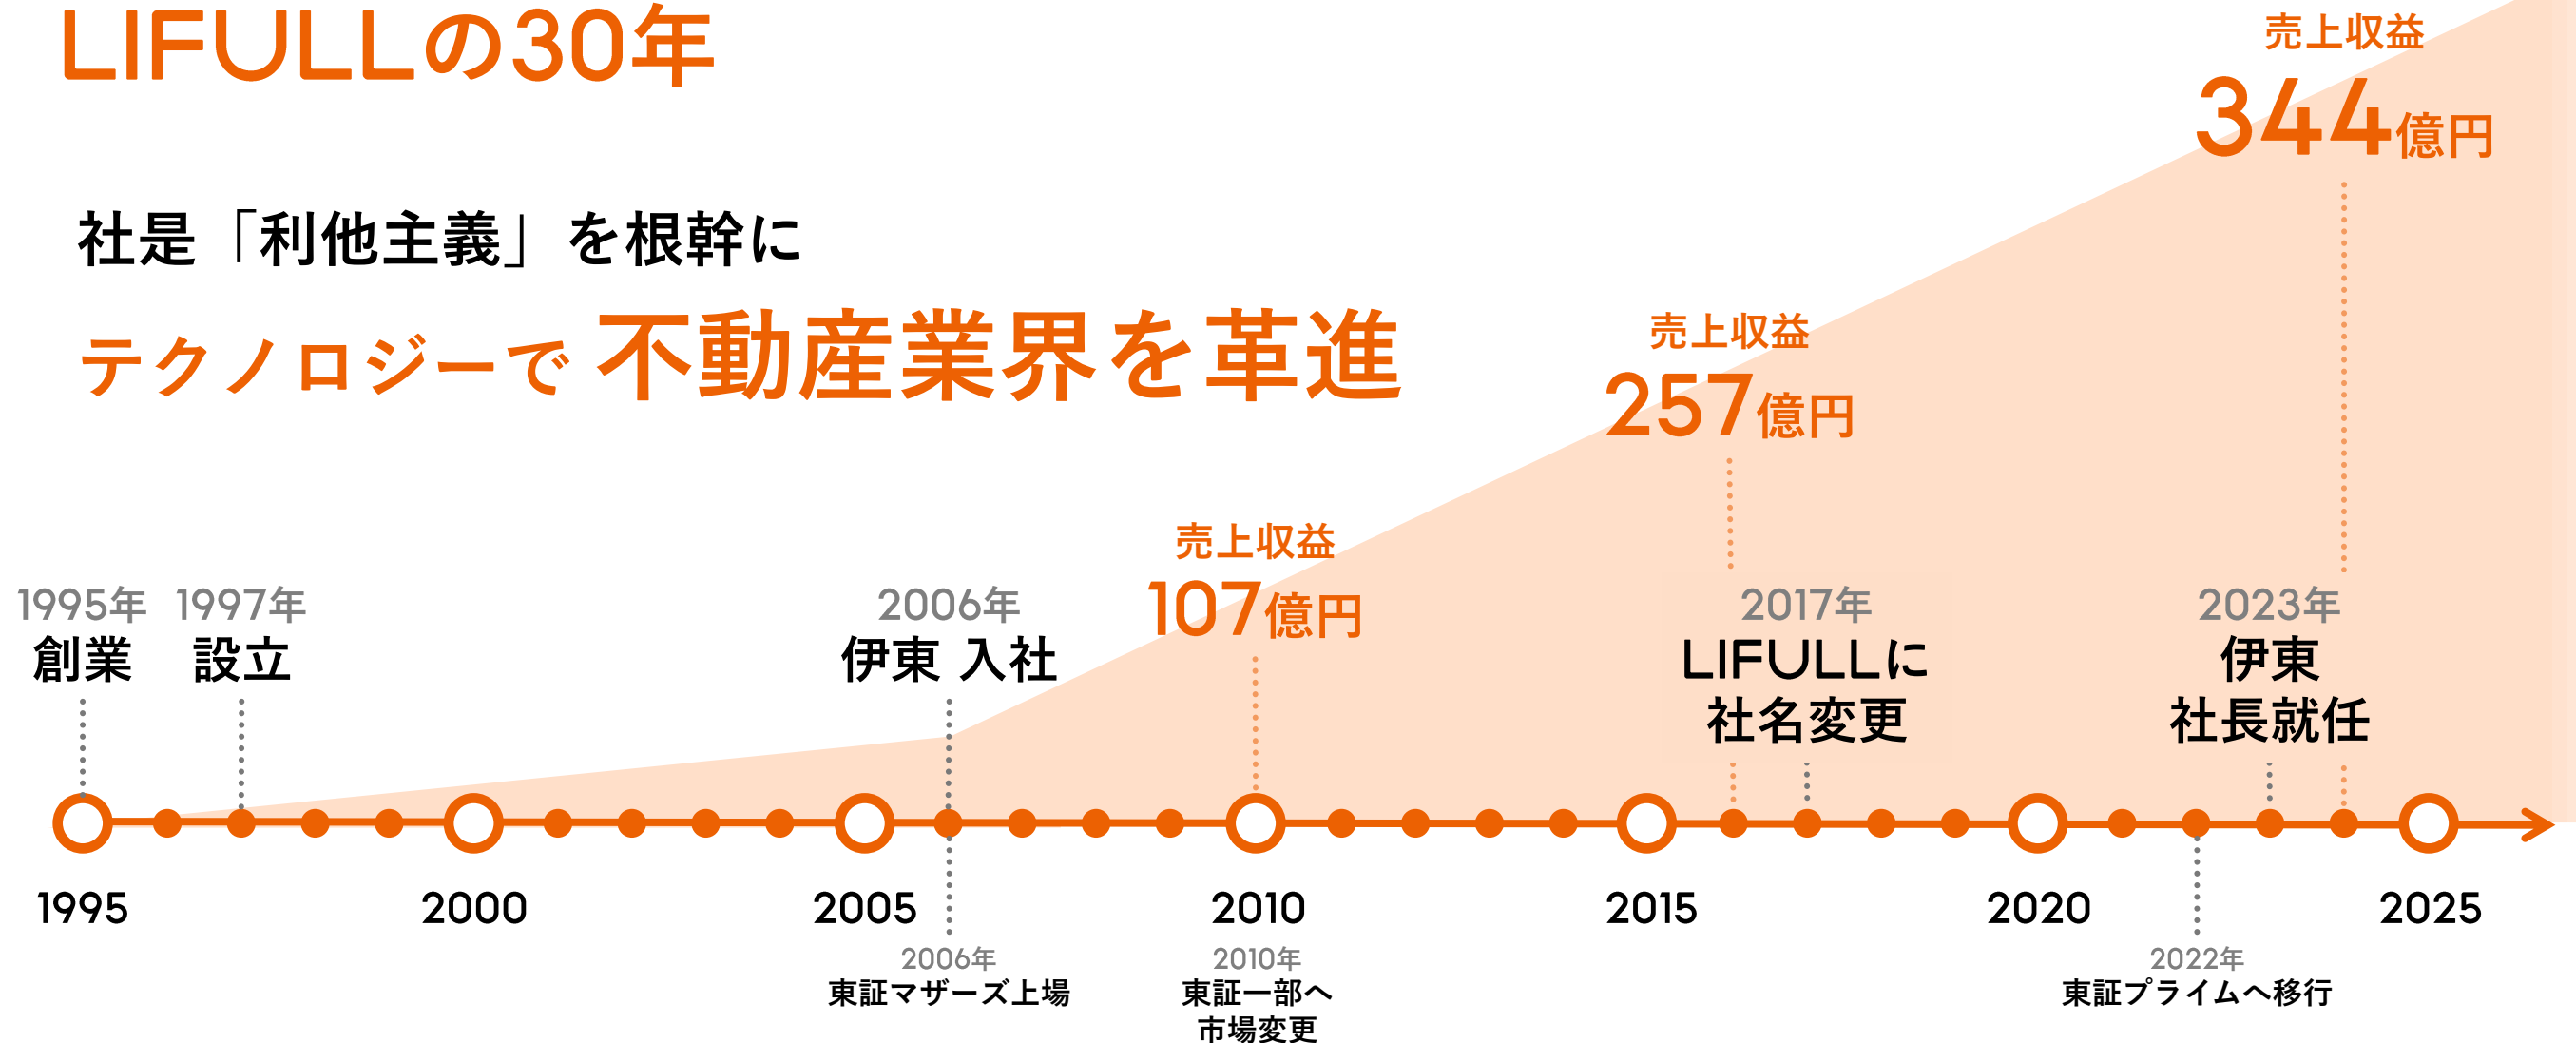 LIFULLの30年
社是「利他主義」を根幹に
テクノロジーで 不動産業界を革進
売上収益
344億円
売上収益
257億円
売上収益
107億円
1995年
創業
1997年
設立
2006年
伊東 入社
2017年
LIFULLに
社名変更
2023年
伊東
社長就任
1995
2000
2005
2010
2015
2020
2025
2006年
東証マザーズ上場
2010年
東証一部へ
市場変更
2022年
東証プライムへ移行